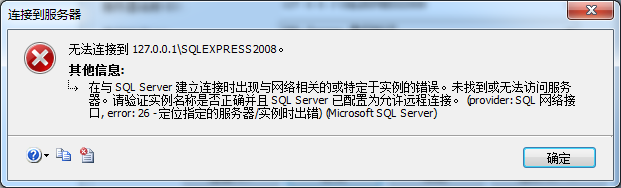 连接到服务器
无法连接到 127.0.0.1\SQLEXPRESS2008。
其他信息:
在与 SQL Server 建立连接时出现与网络相关的或特定于实例的错误。未找到或无法访问服务
器。请验证实例名称是否正确并且 SQL Server 已配置为允许远程连接。 (provider: SQL 网络接
口, error: 26 - 定位指定的服务器/实例时出错) (Microsoft SQL Server)
确定